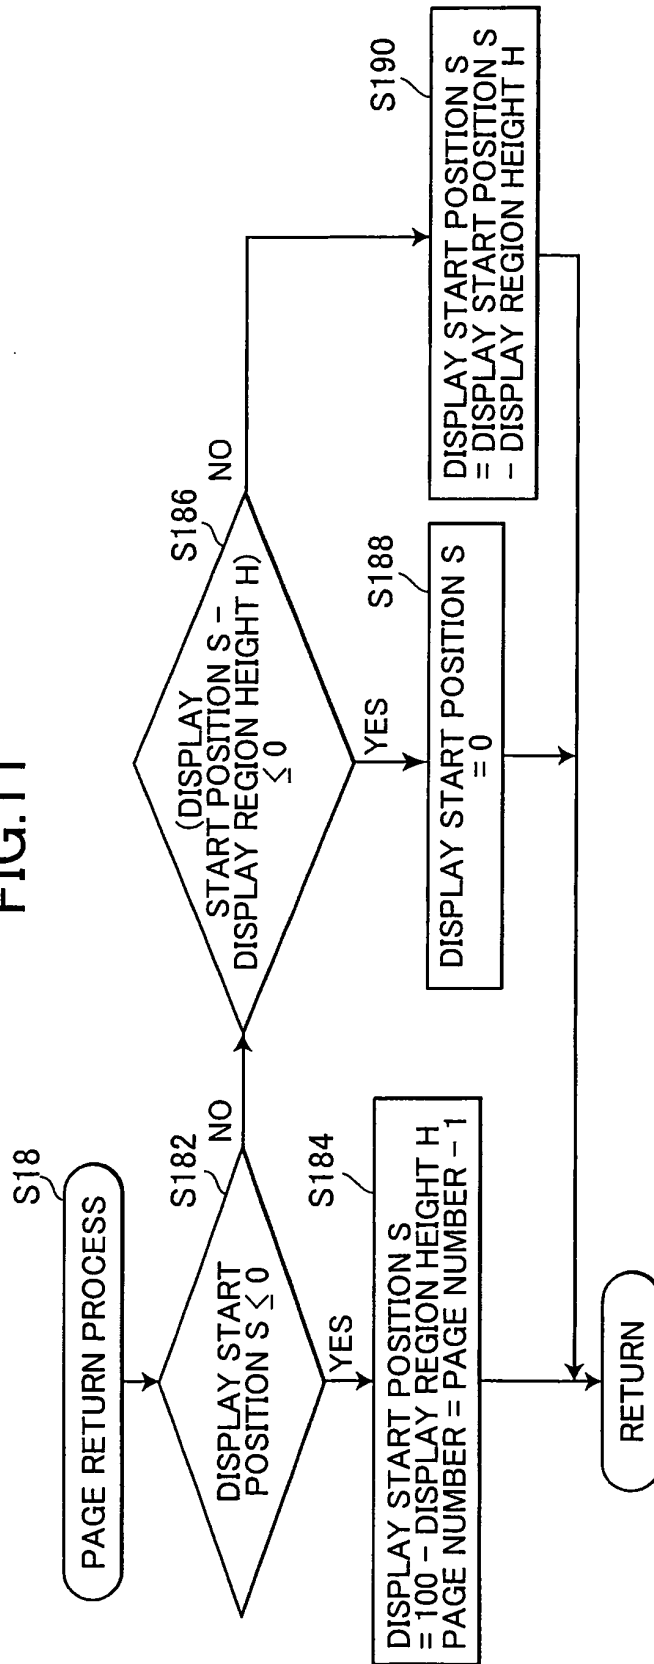 FIG.11
S18
PAGE RETURN PROCESS
S182
DISPLAY START
POSITION S ≤ 0
NO
YES
S184
DISPLAY START POSITION S
= 100 − DISPLAY REGION HEIGHT H
PAGE NUMBER = PAGE NUMBER − 1
S186
(DISPLAY
START POSITION S −
DISPLAY REGION HEIGHT H)
≤ 0
NO
YES
S188
DISPLAY START POSITION S
= 0
S190
DISPLAY START POSITION S
= DISPLAY START POSITION S
− DISPLAY REGION HEIGHT H
RETURN